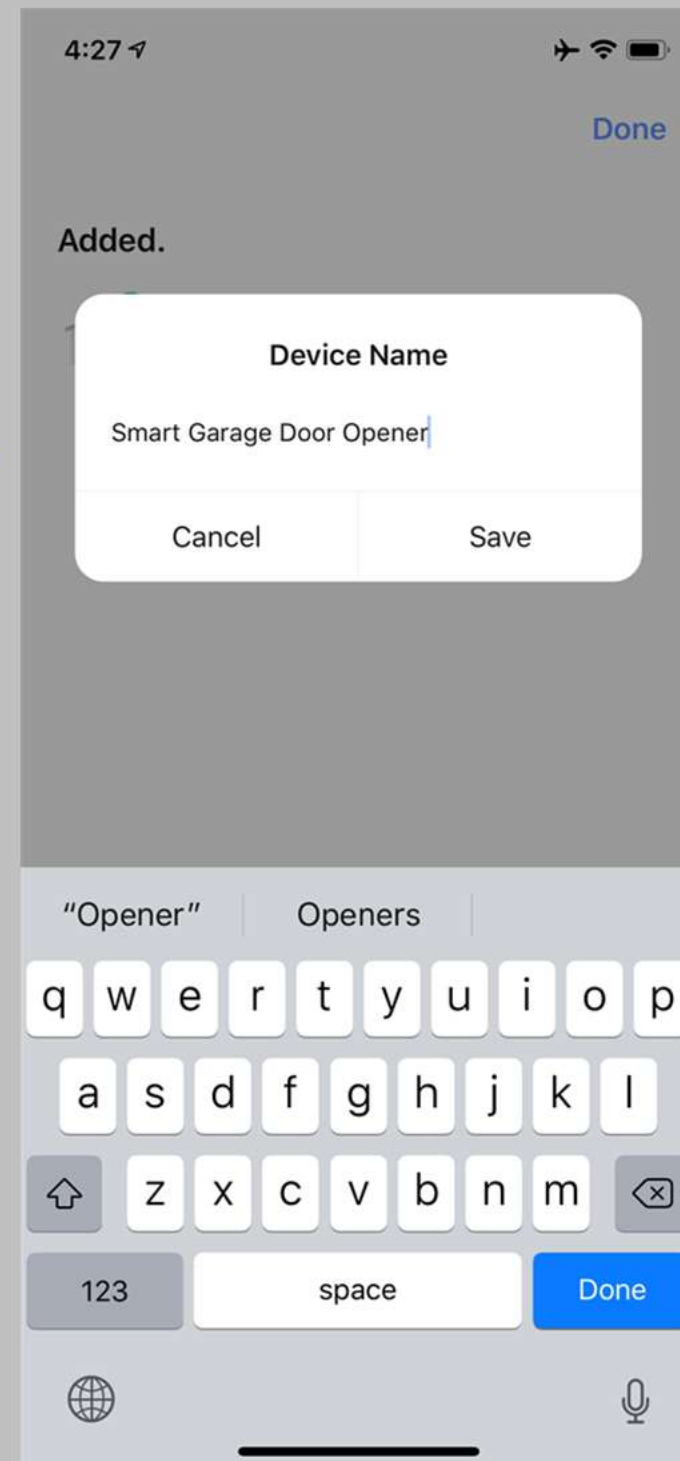 4:27
Done
Added.
Device Name
Smart Garage Door Opener
Cancel Save
“Opener” Openers
q w e r t y u i o p
a s d f g h j k l
z x c v b n m
123 space Done